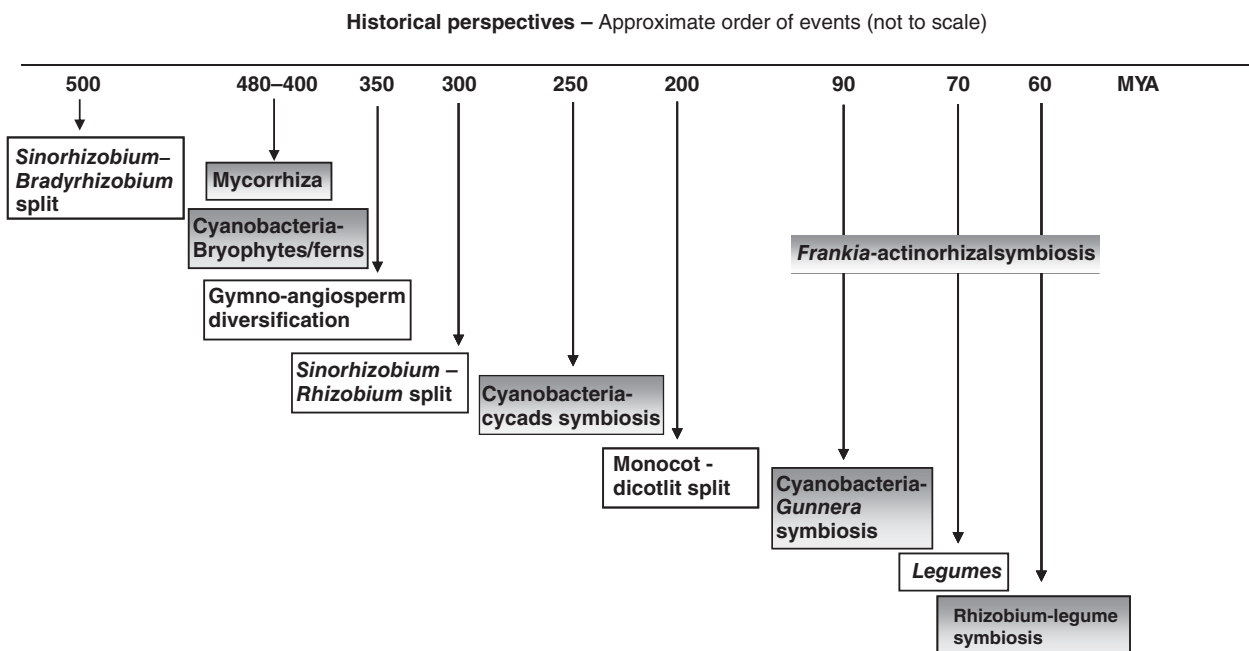 Historical perspectives – Approximate order of events (not to scale)
500 480–400 350 300 250 200 90 70 60 MYA
Sinorhizobium–
Bradyrhizobium
split
Mycorrhiza
Cyanobacteria-
Bryophytes/ferns
Frankia-actinorhizalsymbiosis
Gymno-angiosperm
diversification
Sinorhizobium –
Rhizobium split
Cyanobacteria-
cycads symbiosis
Monocot -
dicotlit split
Cyanobacteria-
Gunnera
symbiosis
Legumes
Rhizobium-legume
symbiosis